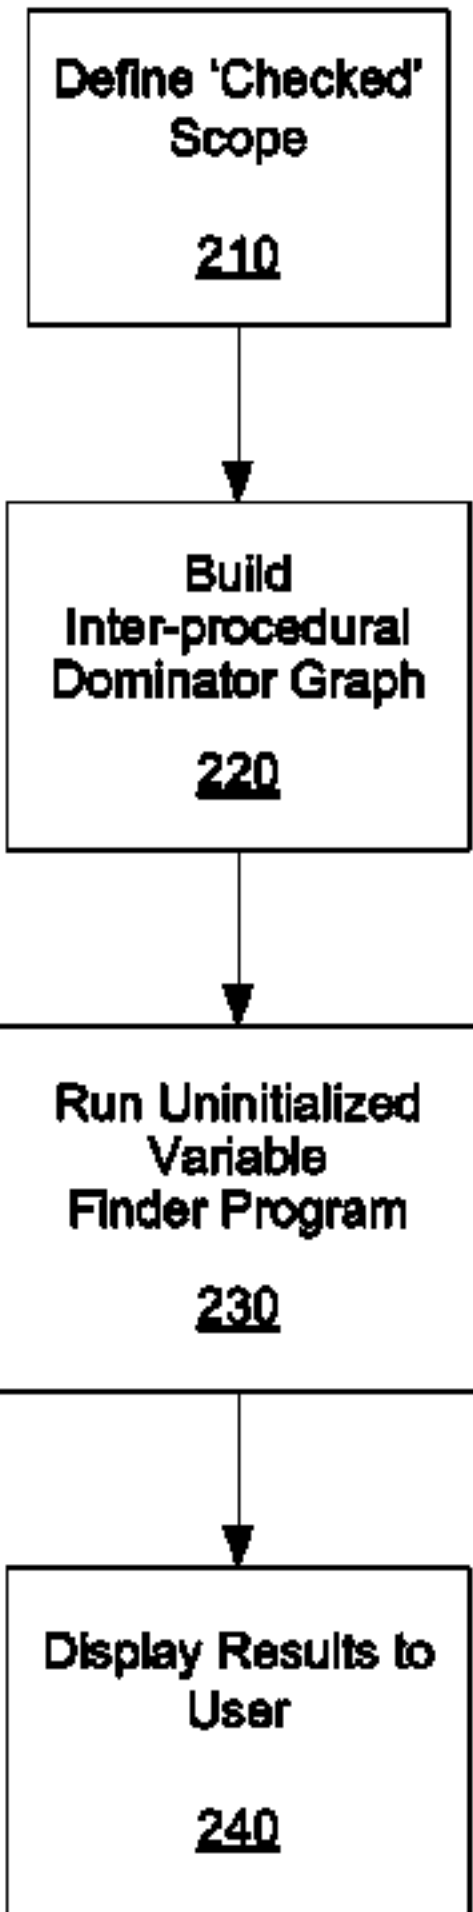 Define ‘Checked’
Scope
210
Build
Inter-procedural
Dominator Graph
220
Run Uninitialized
Variable
Finder Program
230
Display Results to
User
240